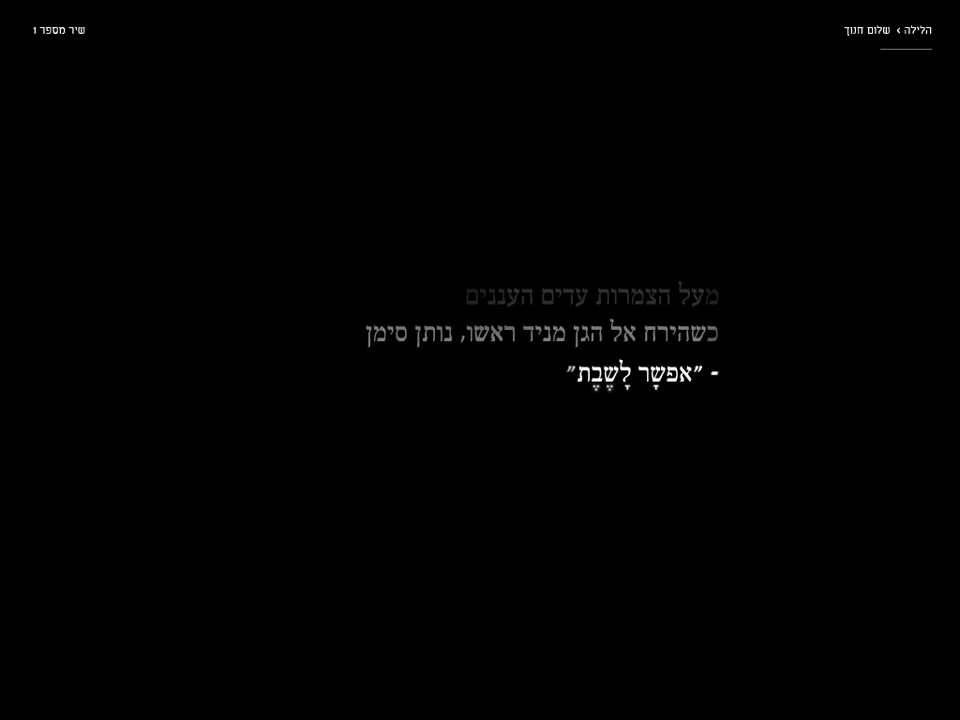 הלילה > שלום חנוך
שיר מספר 1
מעל הצמרות עדים העננים
כשהירח אל הגן מניד ראשו, נותן סימן
- "אפשָר לָשֶבֶת"